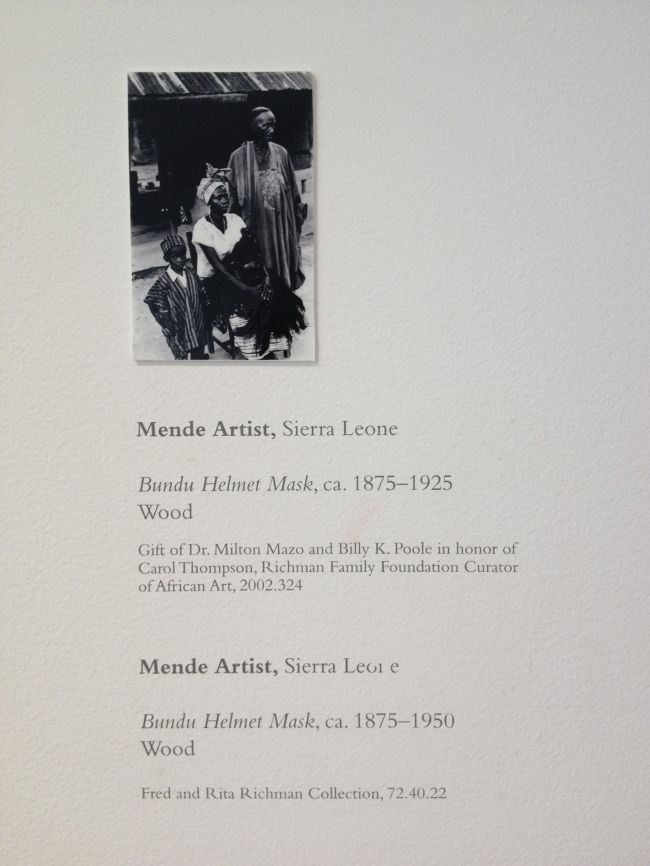 Mende Artist, Sierra Leone
Bundu Helmet Mask, ca. 1875–1925
Wood
Gift of Dr. Milton Mazo and Billy K. Poole in honor of
Carol Thompson, Richman Family Foundation Curator
of African Art, 2002.324
Mende Artist, Sierra Leone
Bundu Helmet Mask, ca. 1875–1950
Wood
Fred and Rita Richman Collection, 72.40.22